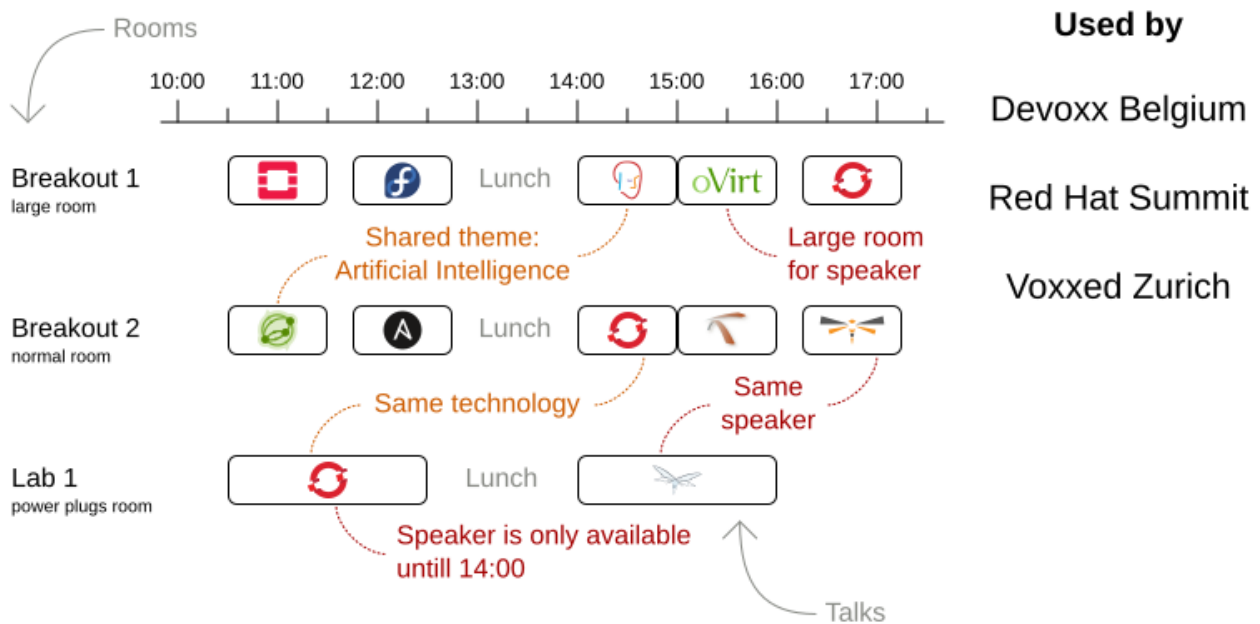 Rooms
Used by
10:00 11:00 12:00 13:00 14:00 15:00 16:00 17:00
Devoxx Belgium
Breakout 1
large room
Lunch
oVirt
Red Hat Summit
Shared theme:
Artificial Intelligence
Large room
for speaker
Voxxed Zurich
Breakout 2
normal room
Lunch
Same technology
Same
speaker
Lab 1
power plugs room
Lunch
Speaker is only available
untill 14:00
Talks